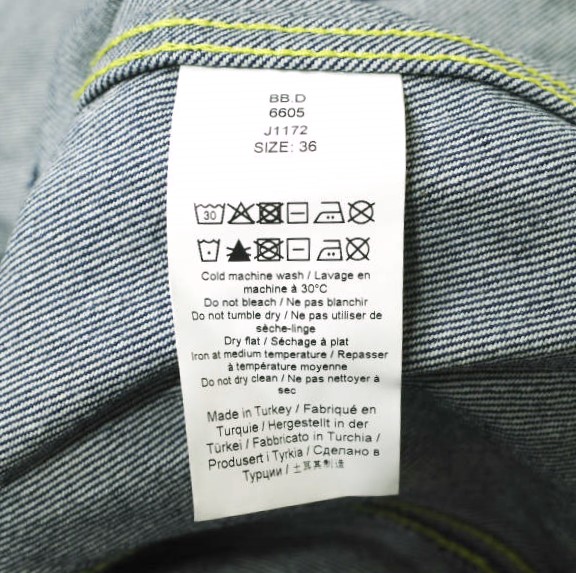 BB.D
6605
J1172
SIZE: 36
30
Cold machine wash / Lavage en
machine à 30°C
Do not bleach / Ne pas blanchir
Do not tumble dry / Ne pas utiliser de
sèche-linge
Dry flat / Séchage à plat
Iron at medium temperature / Repasser
à température moyenne
Do not dry clean / Ne pas nettoyer à
sec
Made in Turkey / Fabriqué en
Turquie / Hergestellt in der
Türkei / Fabbricato in Turchia /
Produsert i Tyrkia / Сделано в
Турции / 土耳其制造